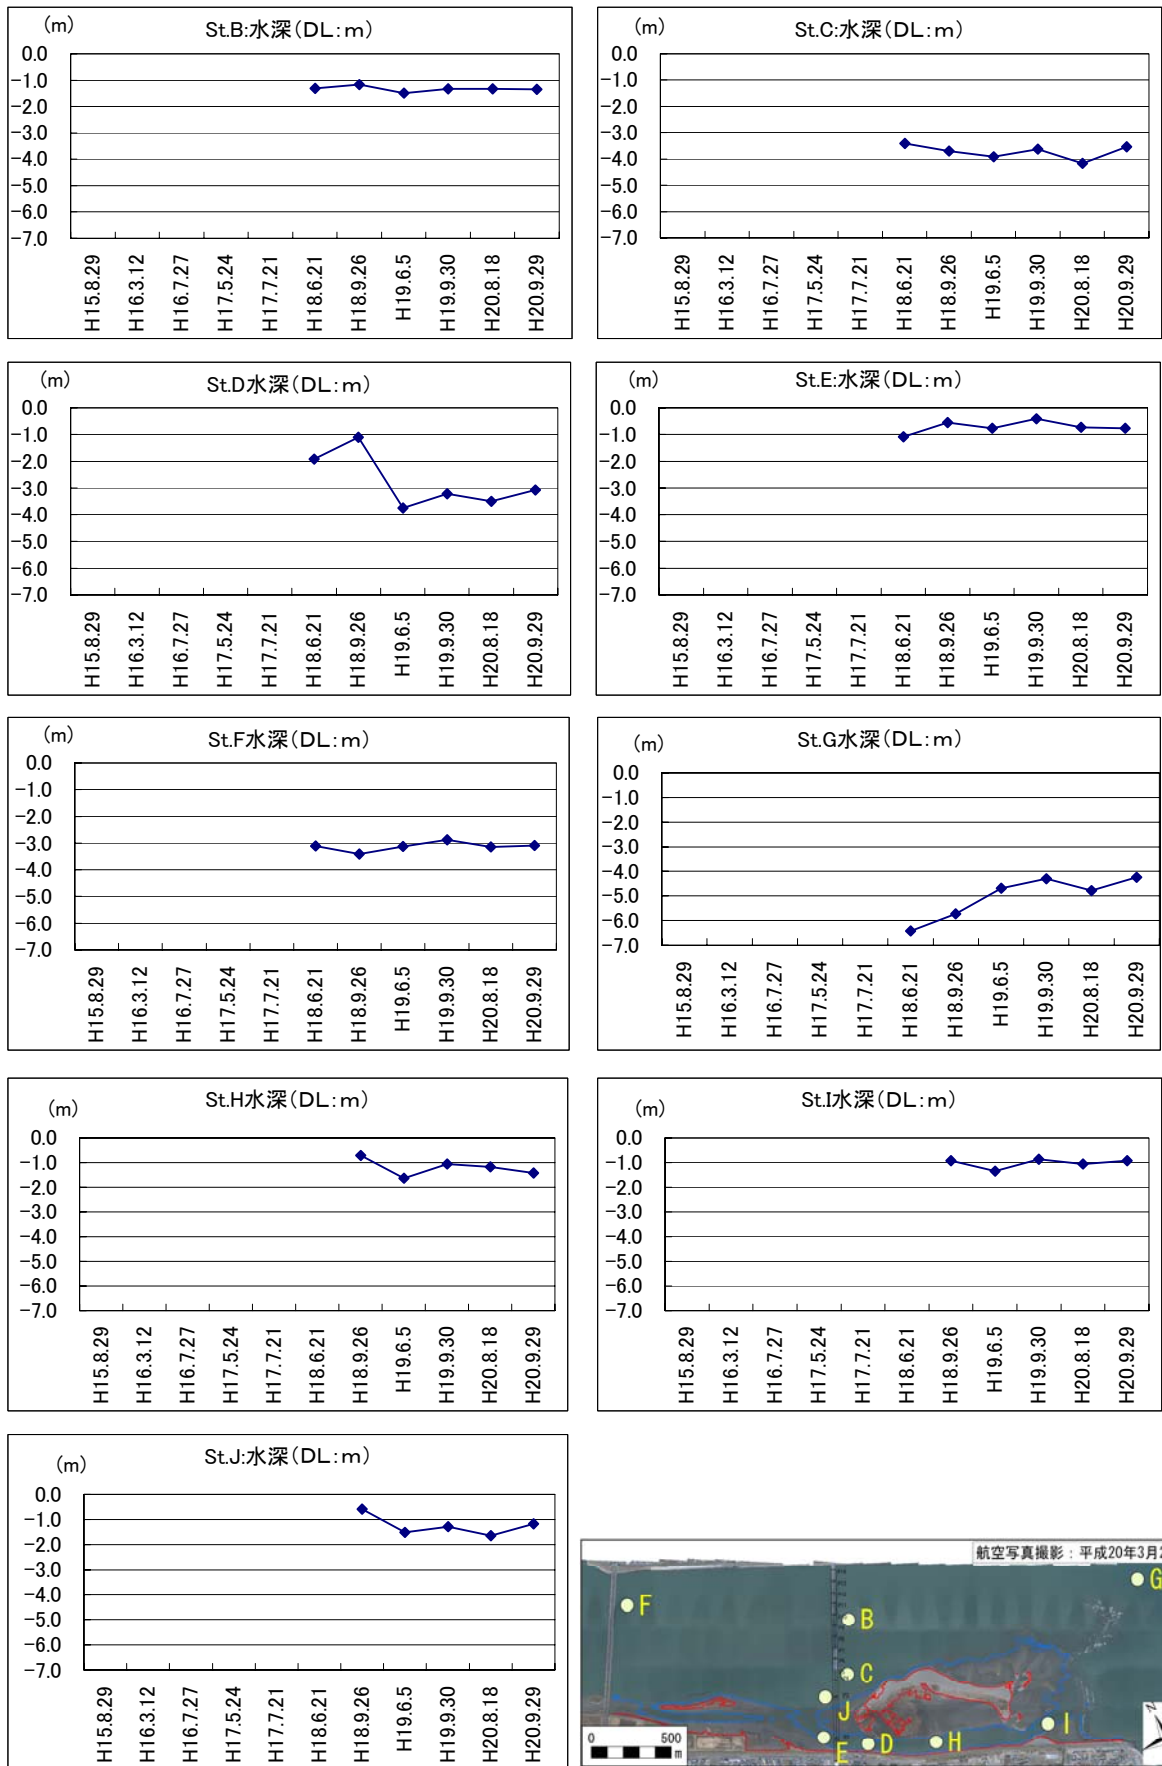 (m)
St.B:水深(DL:m)
0.0
-1.0
-2.0
-3.0
-4.0
-5.0
-6.0
-7.0
H15.8.29
H16.3.12
H16.7.27
H17.5.24
H17.7.21
H18.6.21
H18.9.26
H19.6.5
H19.9.30
H20.8.18
H20.9.29
(m)
St.C:水深(DL:m)
0.0
-1.0
-2.0
-3.0
-4.0
-5.0
-6.0
-7.0
H15.8.29
H16.3.12
H16.7.27
H17.5.24
H17.7.21
H18.6.21
H18.9.26
H19.6.5
H19.9.30
H20.8.18
H20.9.29
(m)
St.D水深(DL:m)
0.0
-1.0
-2.0
-3.0
-4.0
-5.0
-6.0
-7.0
H15.8.29
H16.3.12
H16.7.27
H17.5.24
H17.7.21
H18.6.21
H18.9.26
H19.6.5
H19.9.30
H20.8.18
H20.9.29
(m)
St.E:水深(DL:m)
0.0
-1.0
-2.0
-3.0
-4.0
-5.0
-6.0
-7.0
H15.8.29
H16.3.12
H16.7.27
H17.5.24
H17.7.21
H18.6.21
H18.9.26
H19.6.5
H19.9.30
H20.8.18
H20.9.29
(m)
St.F水深(DL:m)
0.0
-1.0
-2.0
-3.0
-4.0
-5.0
-6.0
-7.0
H15.8.29
H16.3.12
H16.7.27
H17.5.24
H17.7.21
H18.6.21
H18.9.26
H19.6.5
H19.9.30
H20.8.18
H20.9.29
(m)
St.G水深(DL:m)
0.0
-1.0
-2.0
-3.0
-4.0
-5.0
-6.0
-7.0
H15.8.29
H16.3.12
H16.7.27
H17.5.24
H17.7.21
H18.6.21
H18.9.26
H19.6.5
H19.9.30
H20.8.18
H20.9.29
(m)
St.H水深(DL:m)
0.0
-1.0
-2.0
-3.0
-4.0
-5.0
-6.0
-7.0
H15.8.29
H16.3.12
H16.7.27
H17.5.24
H17.7.21
H18.6.21
H18.9.26
H19.6.5
H19.9.30
H20.8.18
H20.9.29
(m)
St.I水深(DL:m)
0.0
-1.0
-2.0
-3.0
-4.0
-5.0
-6.0
-7.0
H15.8.29
H16.3.12
H16.7.27
H17.5.24
H17.7.21
H18.6.21
H18.9.26
H19.6.5
H19.9.30
H20.8.18
H20.9.29
(m)
St.J:水深(DL:m)
0.0
-1.0
-2.0
-3.0
-4.0
-5.0
-6.0
-7.0
H15.8.29
H16.3.12
H16.7.27
H17.5.24
H17.7.21
H18.6.21
H18.9.26
H19.6.5
H19.9.30
H20.8.18
H20.9.29
航空写真撮影:平成20年3月2
G
F
B
C
J
I
E
D
H
0 500
m
N